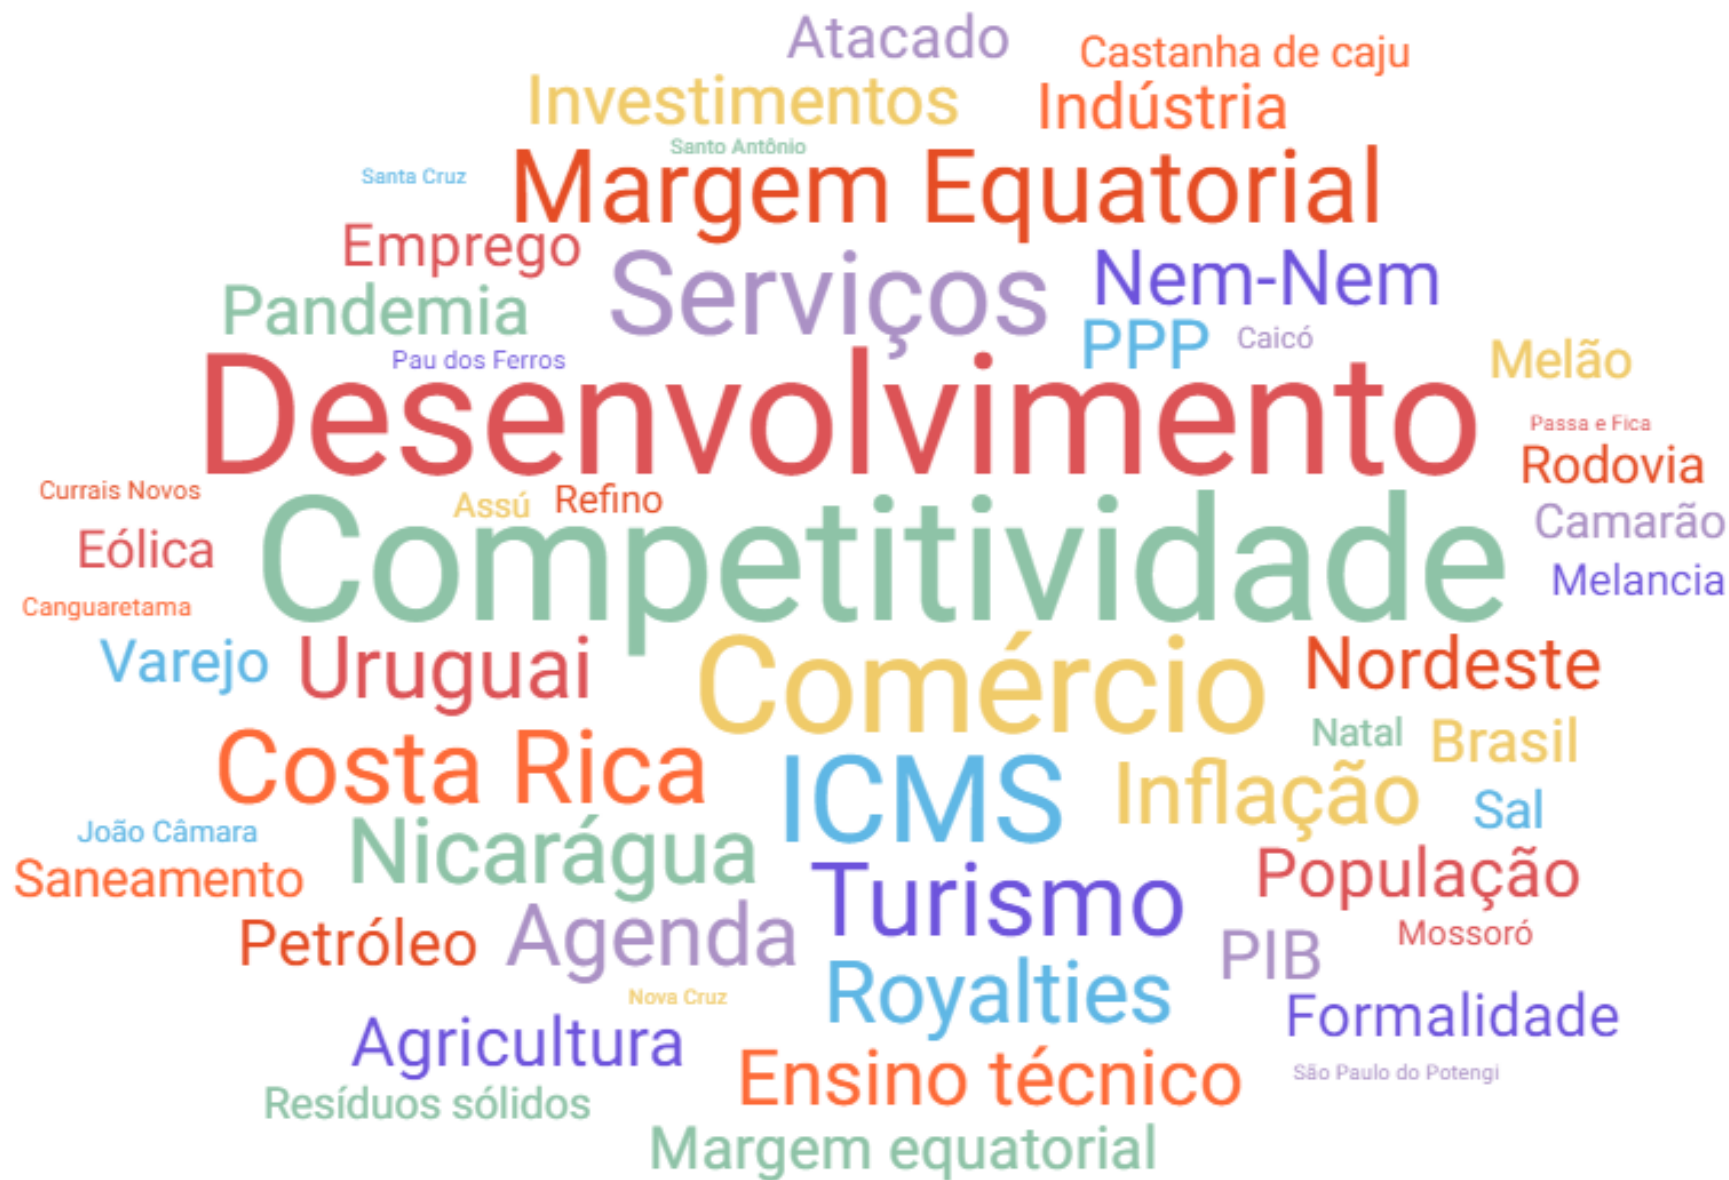 Atacado
Castanha de caju
Investimentos
Indústria
Santo Antônio
Santa Cruz
Margem Equatorial
Emprego
Serviços
Nem-Nem
Pandemia
PPP
Caicó
Pau dos Ferros
Melão
Desenvolvimento
Passa e Fica
Rodovia
Currais Novos
Assú
Refino
Camarão
Eólica
Competitividade
Melancia
Canguaretama
Varejo
Uruguai
Comércio
Nordeste
Natal
Brasil
Costa Rica
ICMS
Inflação
Sal
João Câmara
Nicarágua
Saneamento
População
Turismo
Petróleo
Agenda
Mossoró
PIB
Nova Cruz
Royalties
Formalidade
Agricultura
Ensino técnico
São Paulo do Potengi
Resíduos sólidos
Margem equatorial